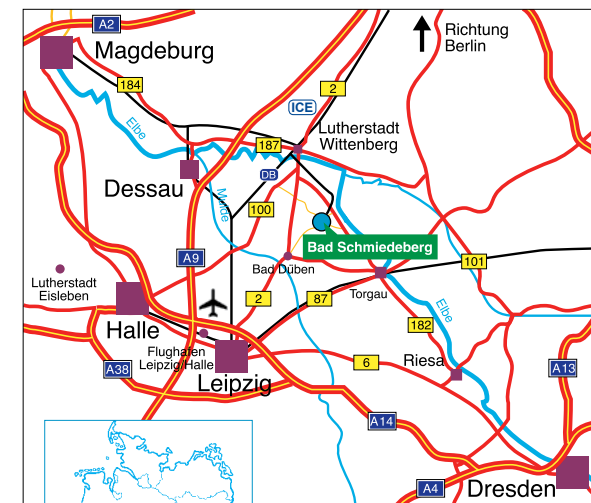 A2
Magdeburg
Richtung
Berlin
184
2
ICE
Elbe
Lutherstadt
Wittenberg
187
DB
Dessau
Mulde
100
Bad Schmiedeberg
A9
101
Lutherstadt
Eisleben
Bad Düben
Torgau
2
87
Elbe
Halle
182
Flughafen
Leipzig/Halle
6
Riesa
A38
Leipzig
A13
A14
A4
Dresden